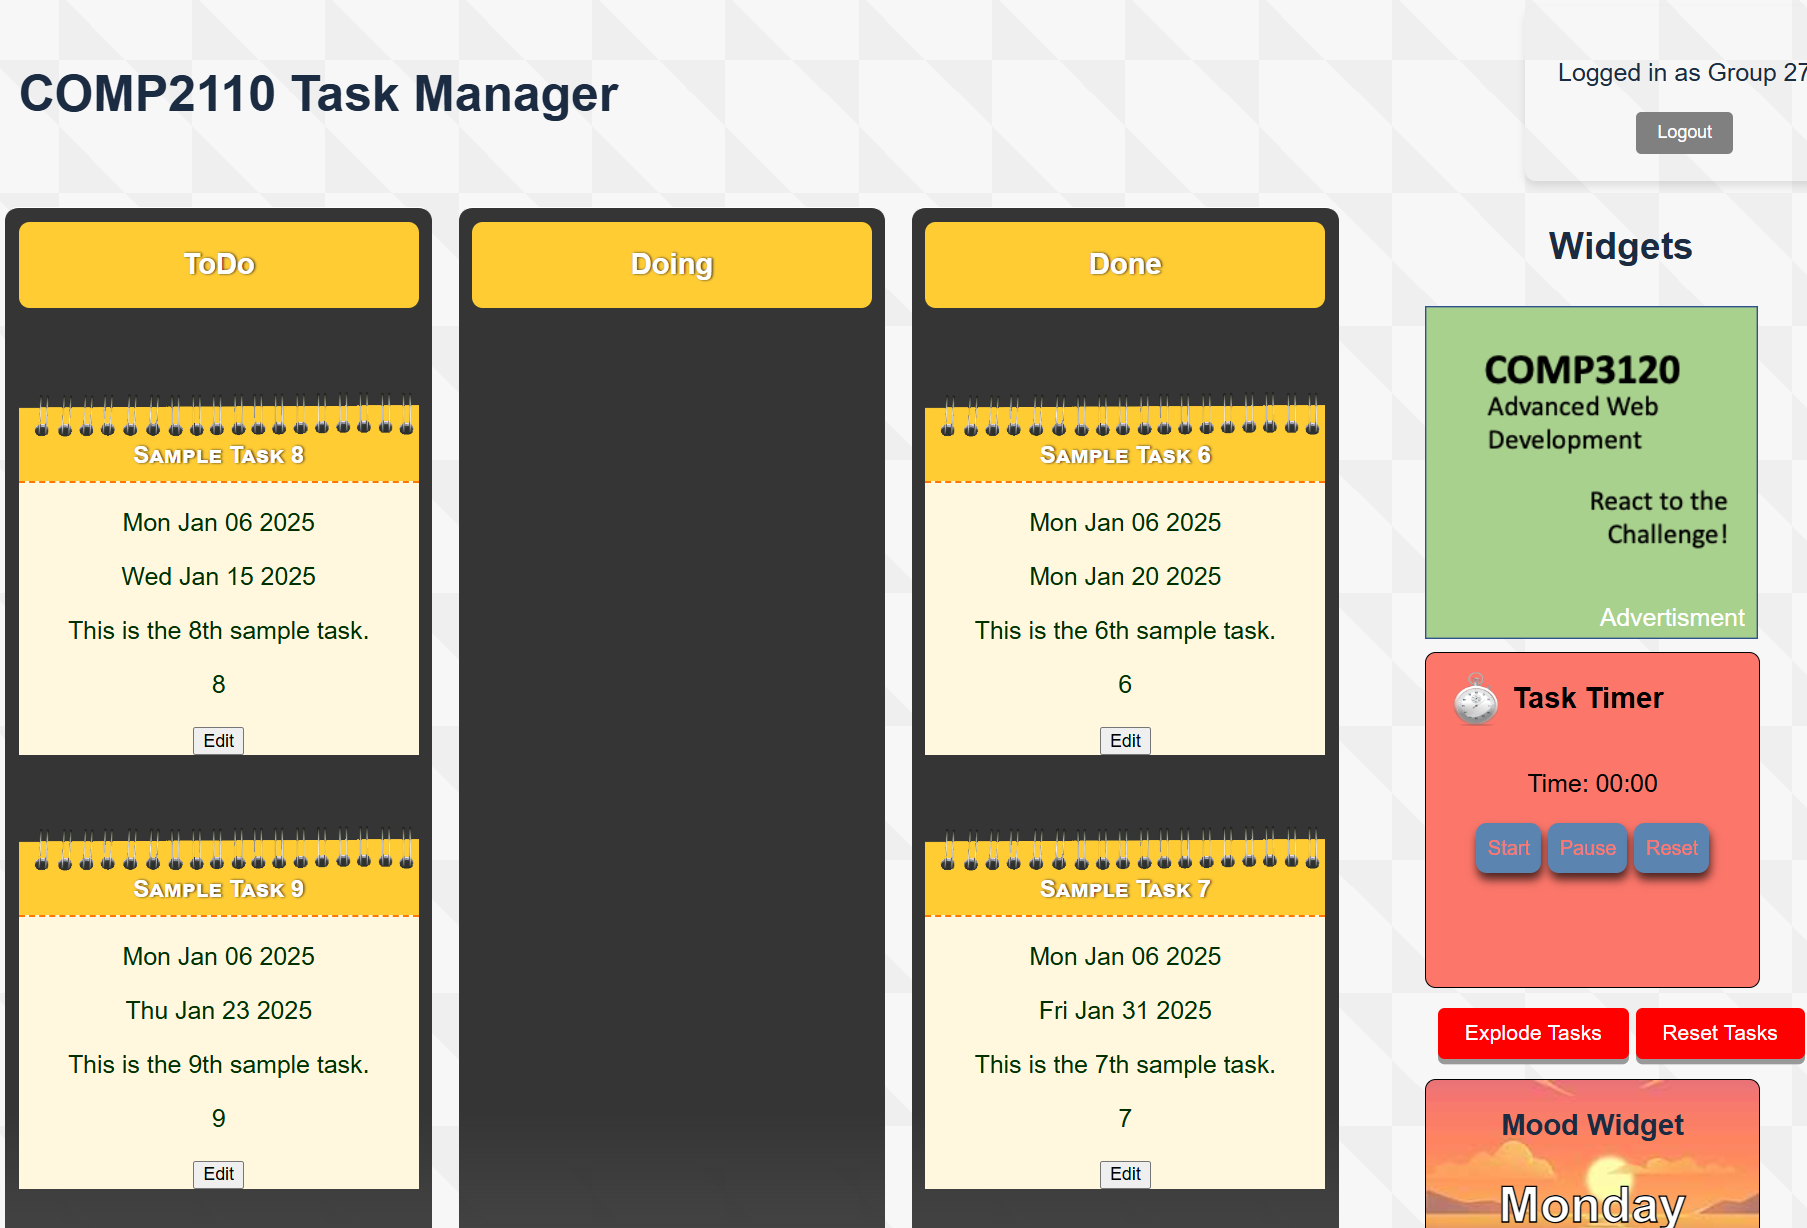 COMP2110 Task Manager
Logged in as Group 27
Logout
ToDo
Sample Task 8
Mon Jan 06 2025
Wed Jan 15 2025
This is the 8th sample task.
8
Edit
Sample Task 9
Mon Jan 06 2025
Thu Jan 23 2025
This is the 9th sample task.
9
Edit
Doing
Done
Sample Task 6
Mon Jan 06 2025
Mon Jan 20 2025
This is the 6th sample task.
6
Edit
Sample Task 7
Mon Jan 06 2025
Fri Jan 31 2025
This is the 7th sample task.
7
Edit
Widgets
COMP3120
Advanced Web
Development
React to the
Challenge!
Advertisment
Task Timer
Time: 00:00
Start Pause Reset
Explode Tasks Reset Tasks
Mood Widget
Monday